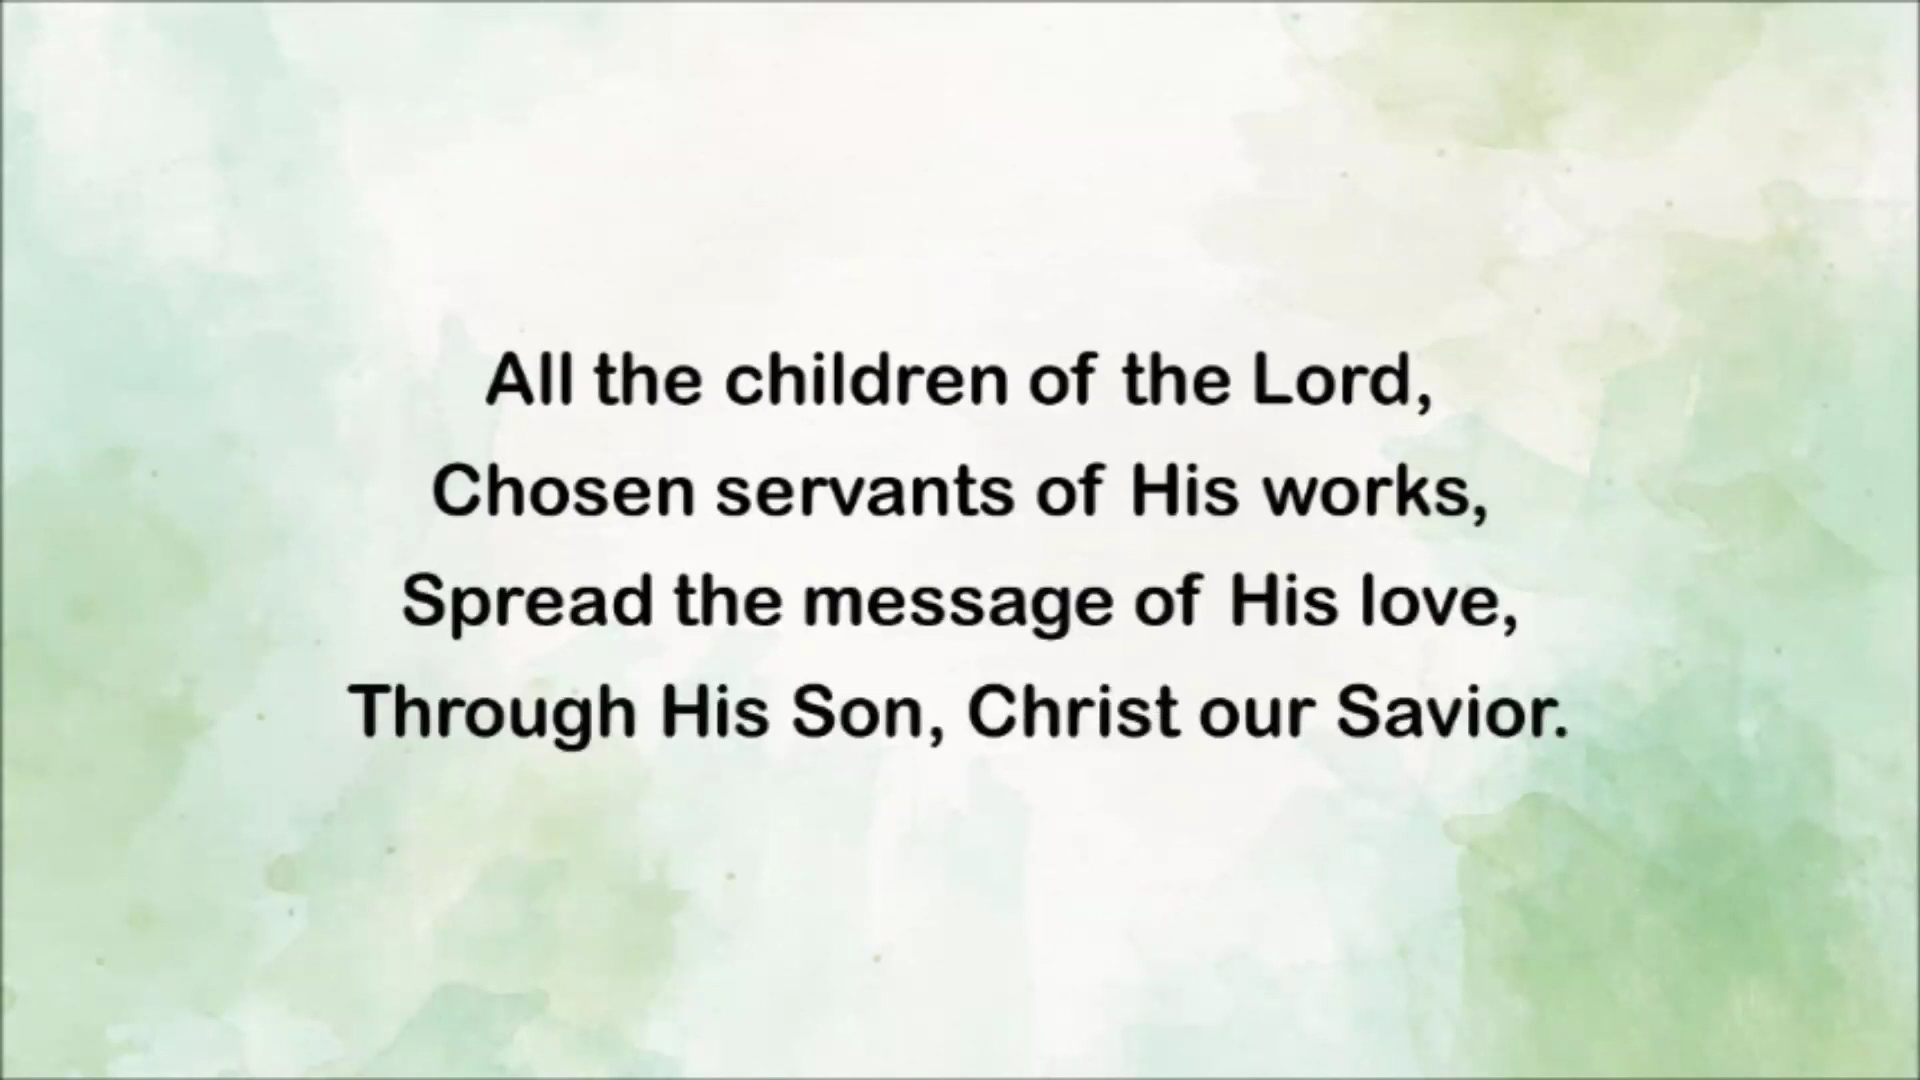 All the children of the Lord,
Chosen servants of His works,
Spread the message of His love,
Through His Son, Christ our Savior.